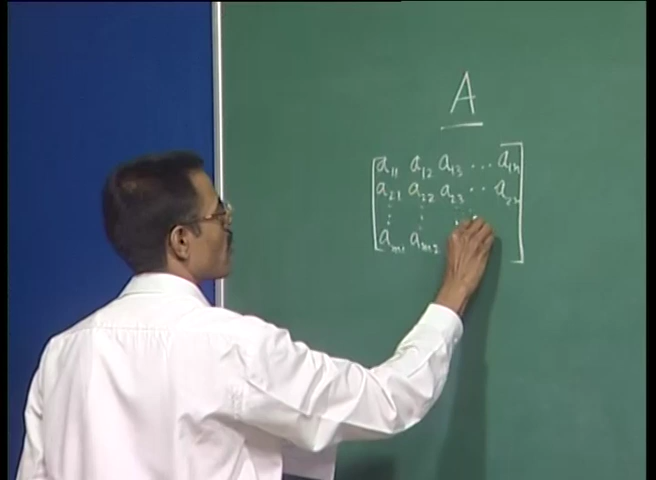 A
a₁₁ a₁₂ a₁₃ ... a₁ₙ
a₂₁ a₂₂ a₂₃ .. a₂ₙ
⋮ ⋮ ⋮
aₘ₁ aₘ₂